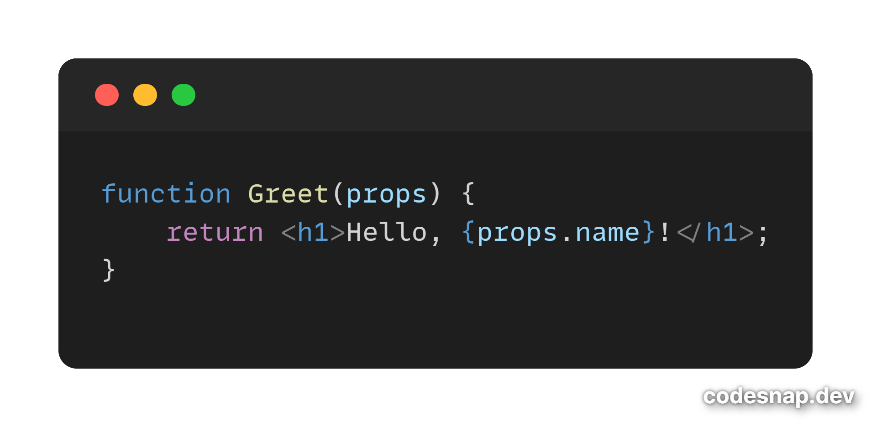 function Greet(props) {
    return <h1>Hello, {props.name}!</h1>;
}
codesnap.dev